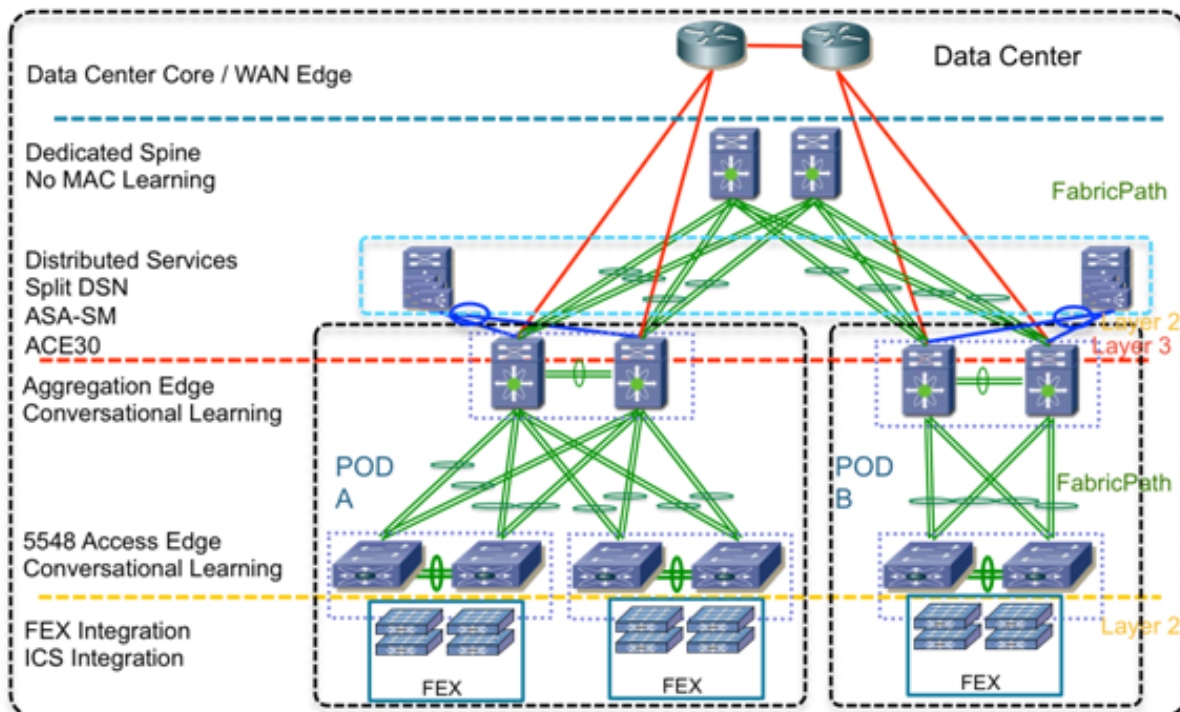 Data Center
Data Center Core / WAN Edge
Dedicated Spine
No MAC Learning
FabricPath
Distributed Services
Split DSN
ASA-SM
ACE30
Layer 2
Layer 3
Aggregation Edge
Conversational Learning
POD
A
POD
B
FabricPath
5548 Access Edge
Conversational Learning
FEX Integration
ICS Integration
Layer 2
FEX
FEX
FEX